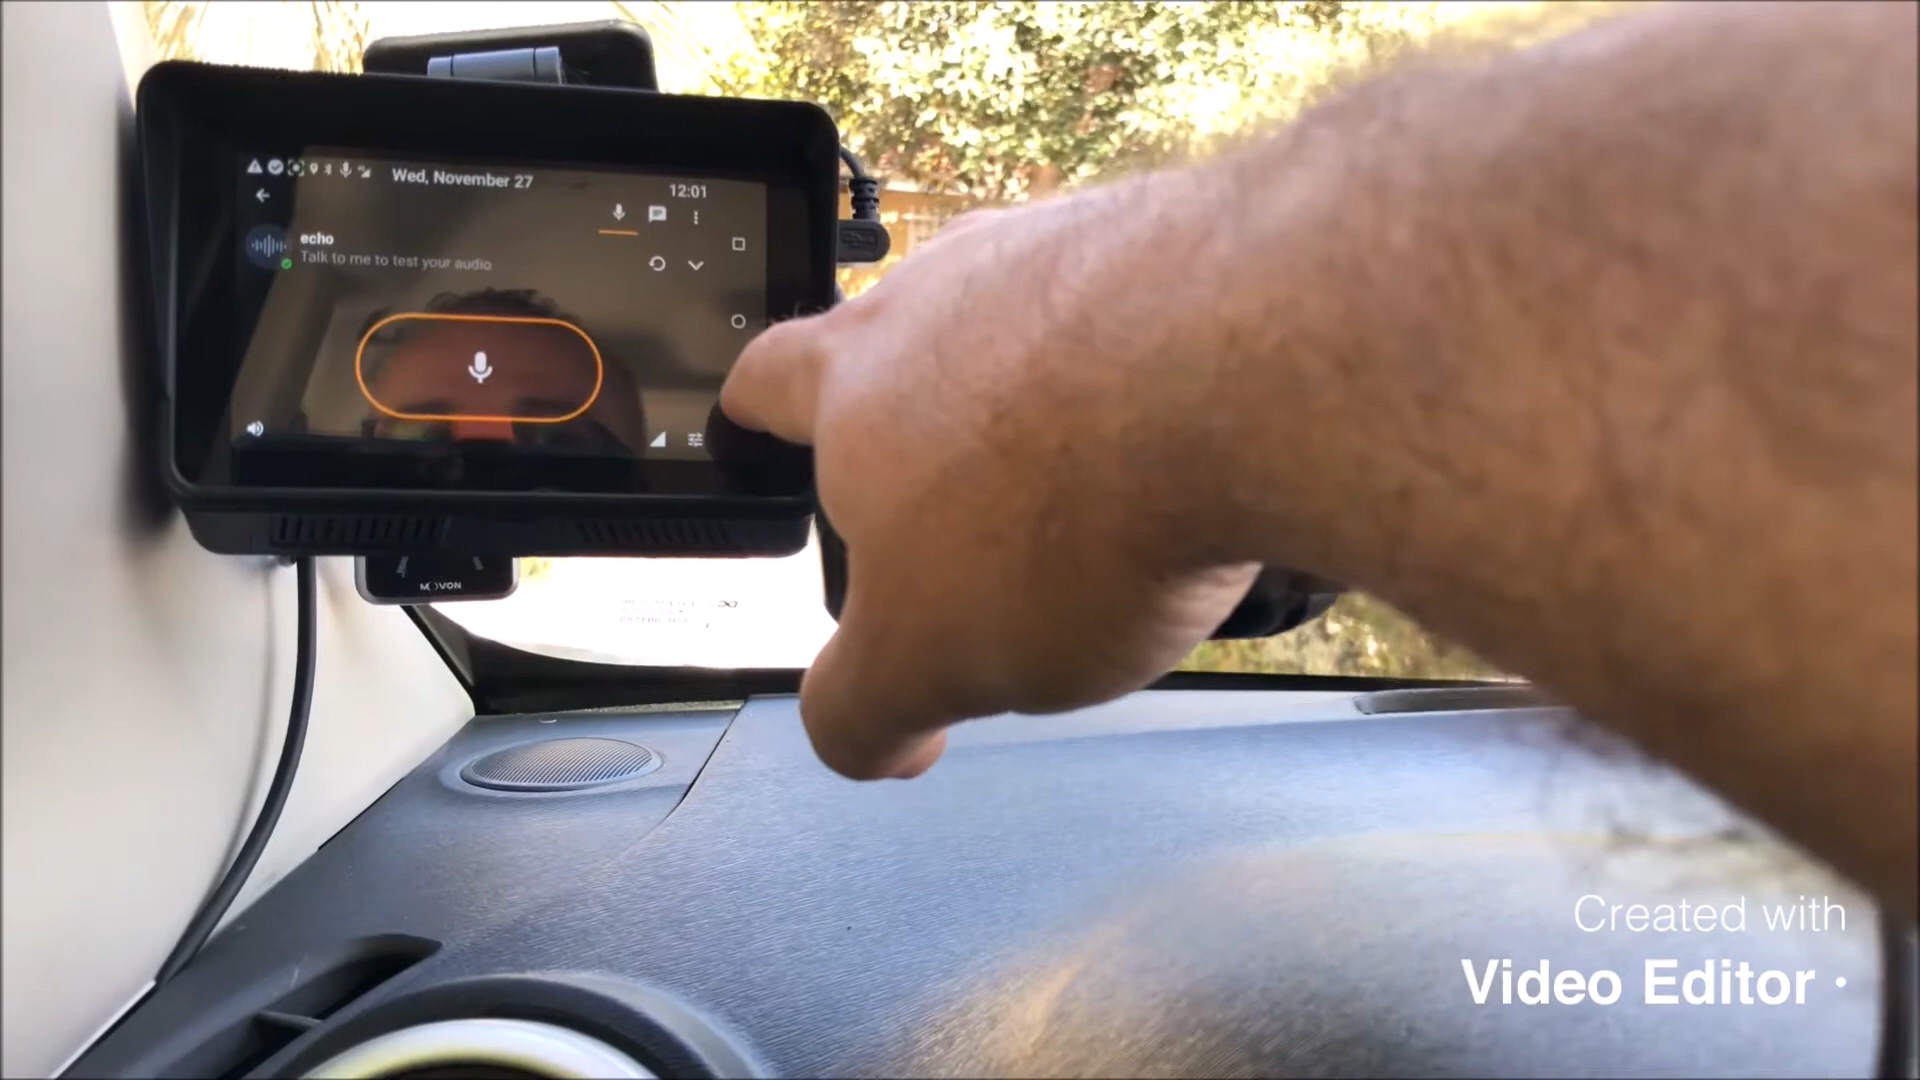 Wed, November 27
12:01
echo
Talk to me to test your audio
MOVON
Created with
Video Editor